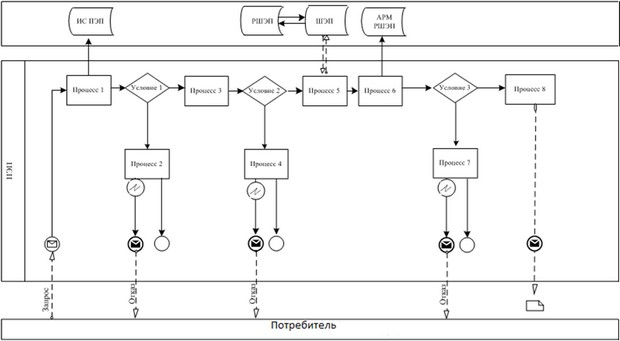 ИС ПЭП
РШЭП
ШЭП
АРМ
РШЭП
Процесс 1
Условие 1
Процесс 3
Условие 2
Процесс 5
Процесс 6
Условие 3
Процесс 8
Процесс 2
Процесс 4
Процесс 7
Запрос
Отказ
Отказ
Отказ
Потребитель